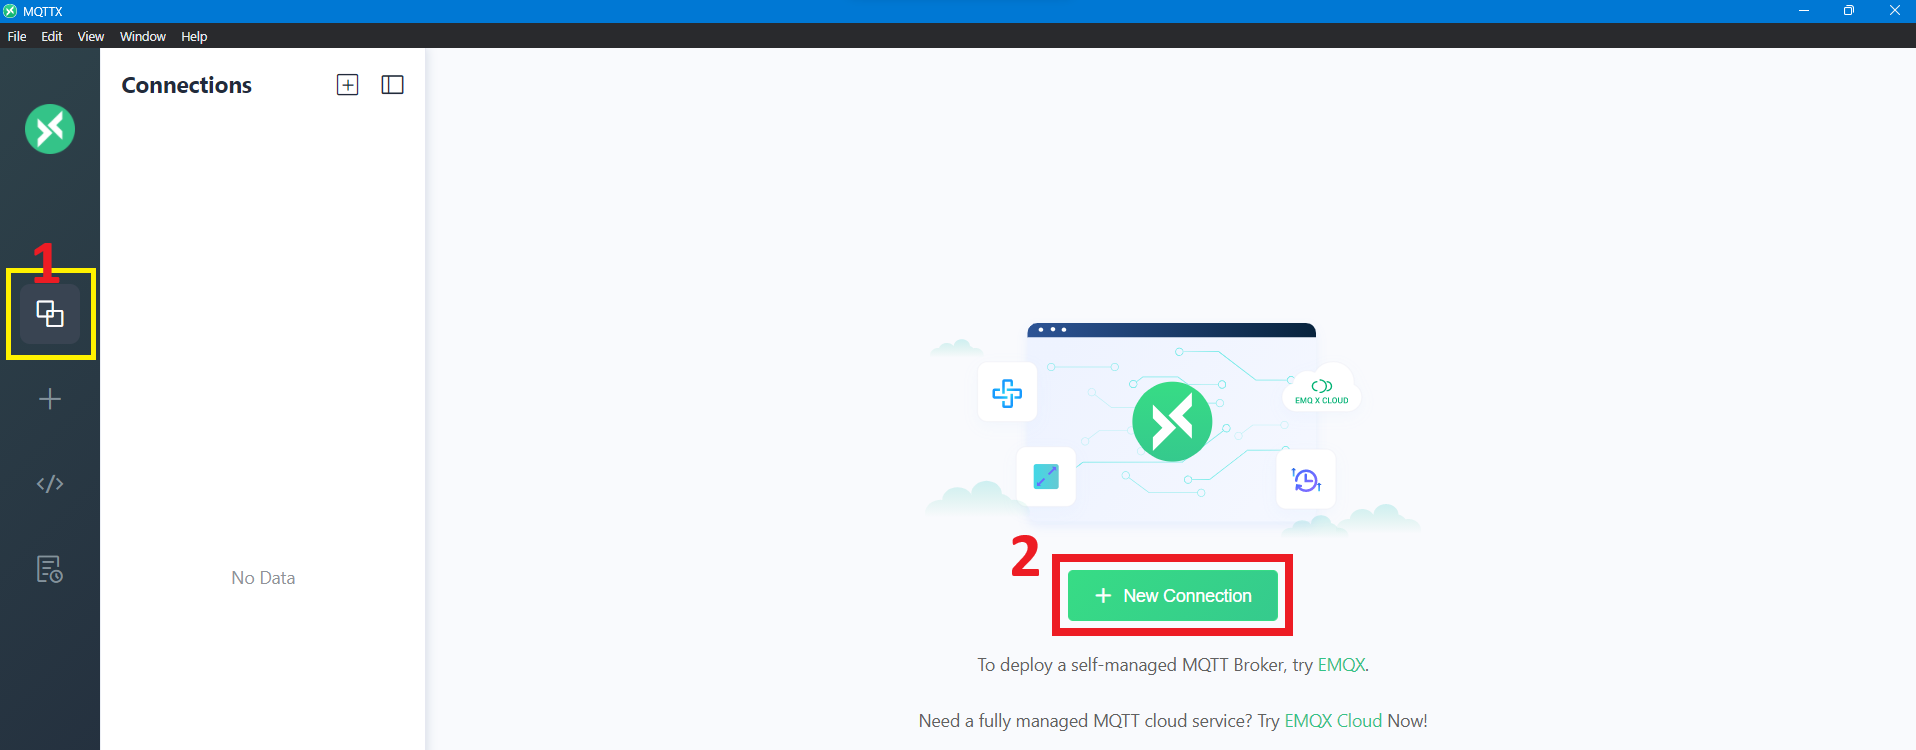 MQTTX
File Edit View Window Help
Connections
1
No Data
EMQ X CLOUD
2
+ New Connection
To deploy a self-managed MQTT Broker, try EMQX.
Need a fully managed MQTT cloud service? Try EMQX Cloud Now!